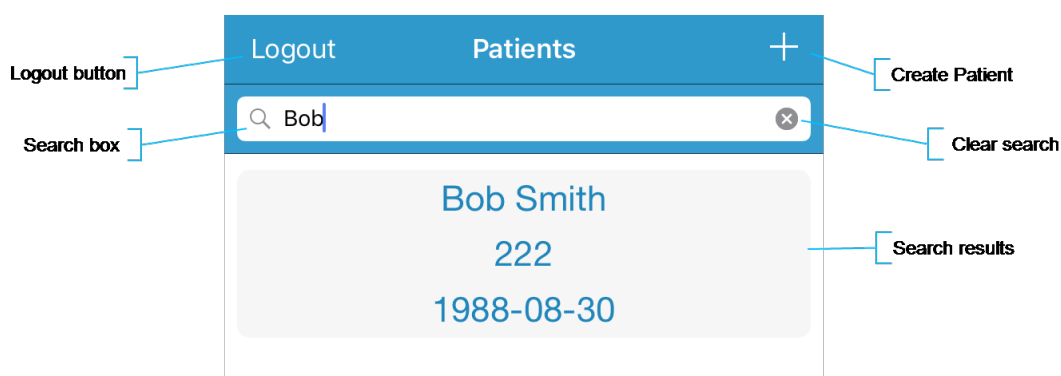 Logout
Patients
Logout button
Create Patient
Bob
Search box
Clear search
Bob Smith
222
Search results
1988-08-30